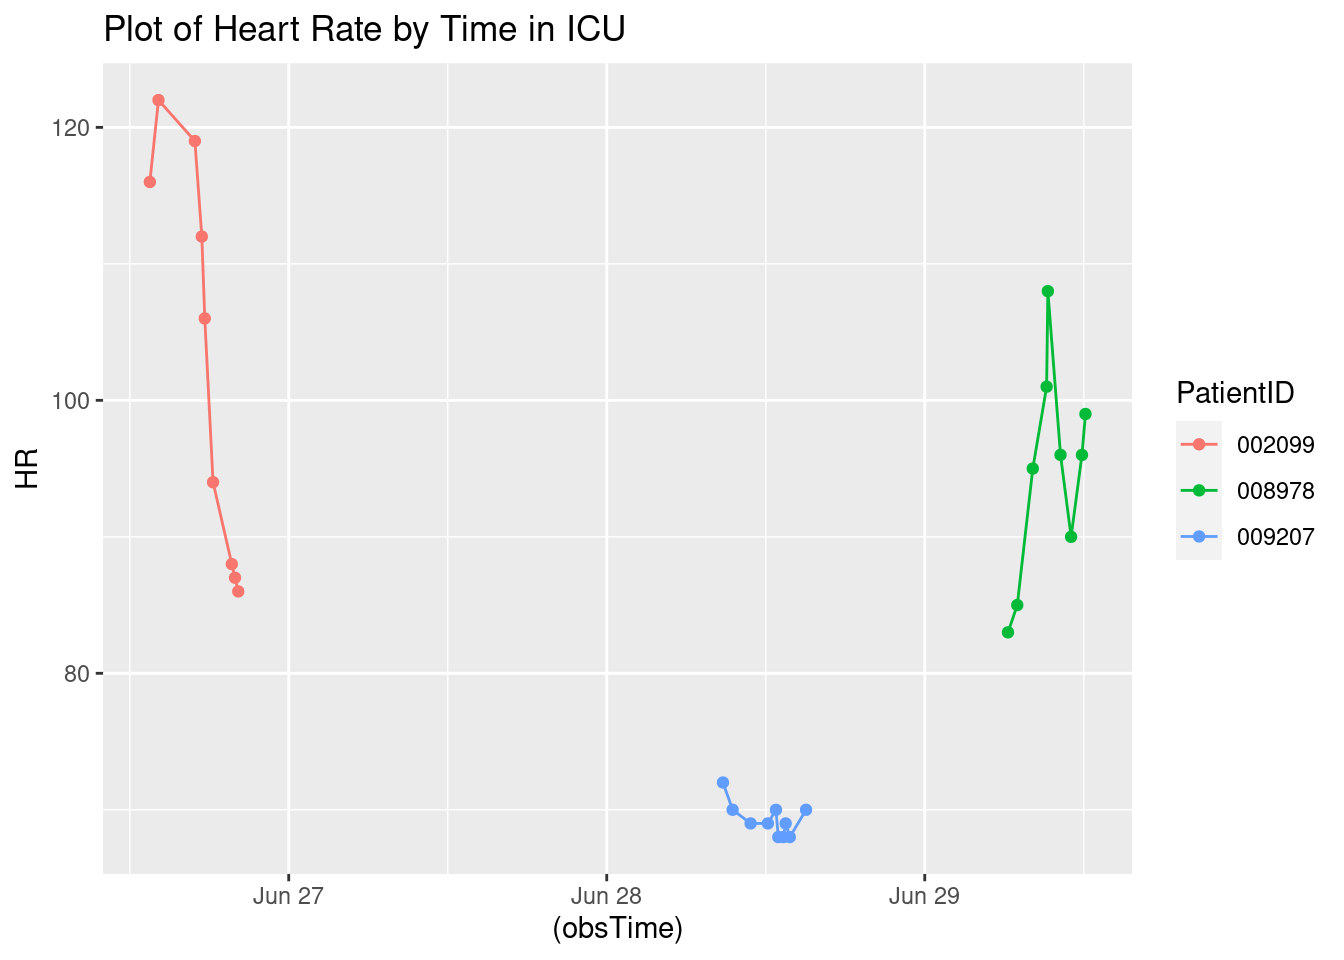 Plot of Heart Rate by Time in ICU
120
100
80
HR
Jun 27
Jun 28
Jun 29
(obsTime)
PatientID
002099
008978
009207